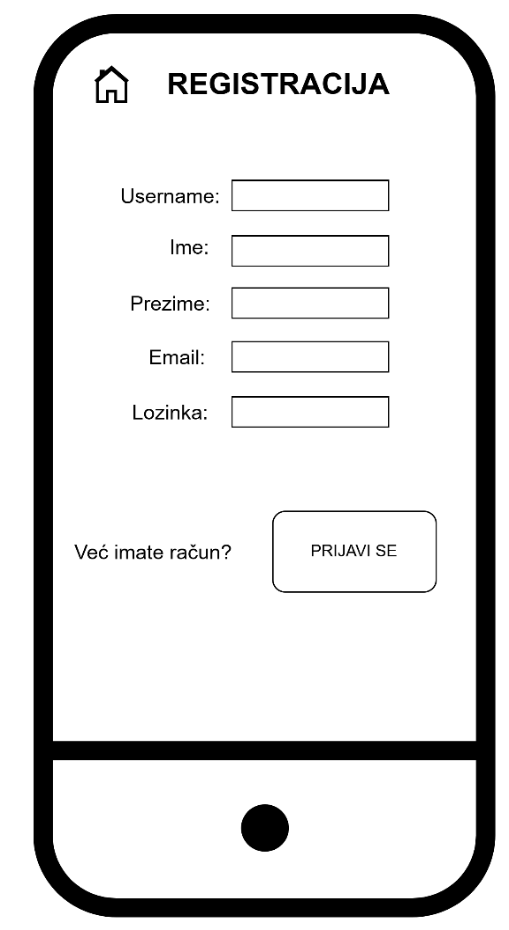 REGISTRACIJA
Username:
Ime:
Prezime:
Email:
Lozinka:
Već imate račun?
PRIJAVI SE